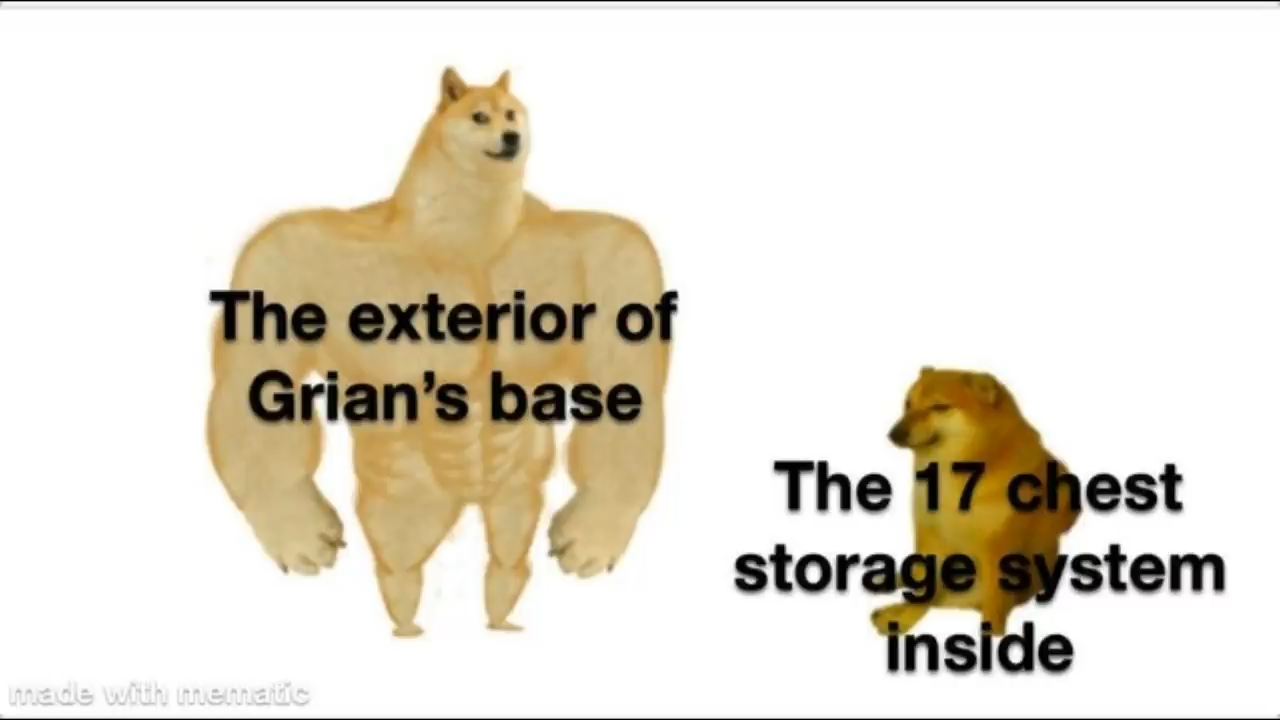 The exterior of
Grian's base
The 17 chest
storage system
inside
made with mematic